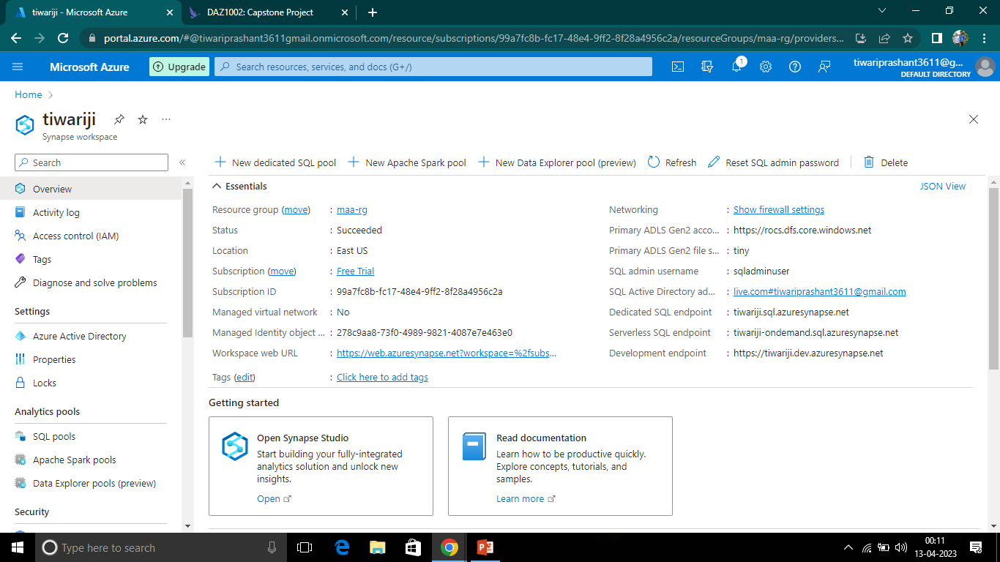 tiwariji - Microsoft Azure
DAZ1002: Capstone Project
portal.azure.com/#@tiwariprashant3611gmail.onmicrosoft.com/resource/subscriptions/99a7fc8b-fc17-48e4-9ff2-8f28a4956c2a/resourceGroups/maa-rg/providers...
Microsoft Azure
Upgrade
Search resources, services, and docs (G+/)
1
tiwariprashant3611@g...
DEFAULT DIRECTORY
Home
tiwariji
Synapse workspace
Search
New dedicated SQL pool
New Apache Spark pool
New Data Explorer pool (preview)
Refresh
Reset SQL admin password
Delete
Overview
Activity log
Access control (IAM)
Tags
Diagnose and solve problems
Settings
Azure Active Directory
Properties
Locks
Analytics pools
SQL pools
Apache Spark pools
Data Explorer pools (preview)
Security
Essentials
JSON View
Resource group (move) : maa-rg
Status : Succeeded
Location : East US
Subscription (move) : Free Trial
Subscription ID : 99a7fc8b-fc17-48e4-9ff2-8f28a4956c2a
Managed virtual network : No
Managed Identity object ... : 278c9aa8-73f0-4989-9821-4087e7e463e0
Workspace web URL : https://web.azuresynapse.net?workspace=%2fsubs...
Tags (edit) : Click here to add tags
Networking : Show firewall settings
Primary ADLS Gen2 acco... : https://rocs.dfs.core.windows.net
Primary ADLS Gen2 file s... : tiny
SQL admin username : sqladminuser
SQL Active Directory ad... : live.com#tiwariprashant3611@gmail.com
Dedicated SQL endpoint : tiwariji.sql.azuresynapse.net
Serverless SQL endpoint : tiwariji-ondemand.sql.azuresynapse.net
Development endpoint : https://tiwariji.dev.azuresynapse.net
Getting started
Open Synapse Studio
Start building your fully-integrated
analytics solution and unlock new
insights.
Open
Read documentation
Learn how to be productive quickly.
Explore concepts, tutorials, and
samples.
Learn more
Type here to search
00:11
13-04-2023